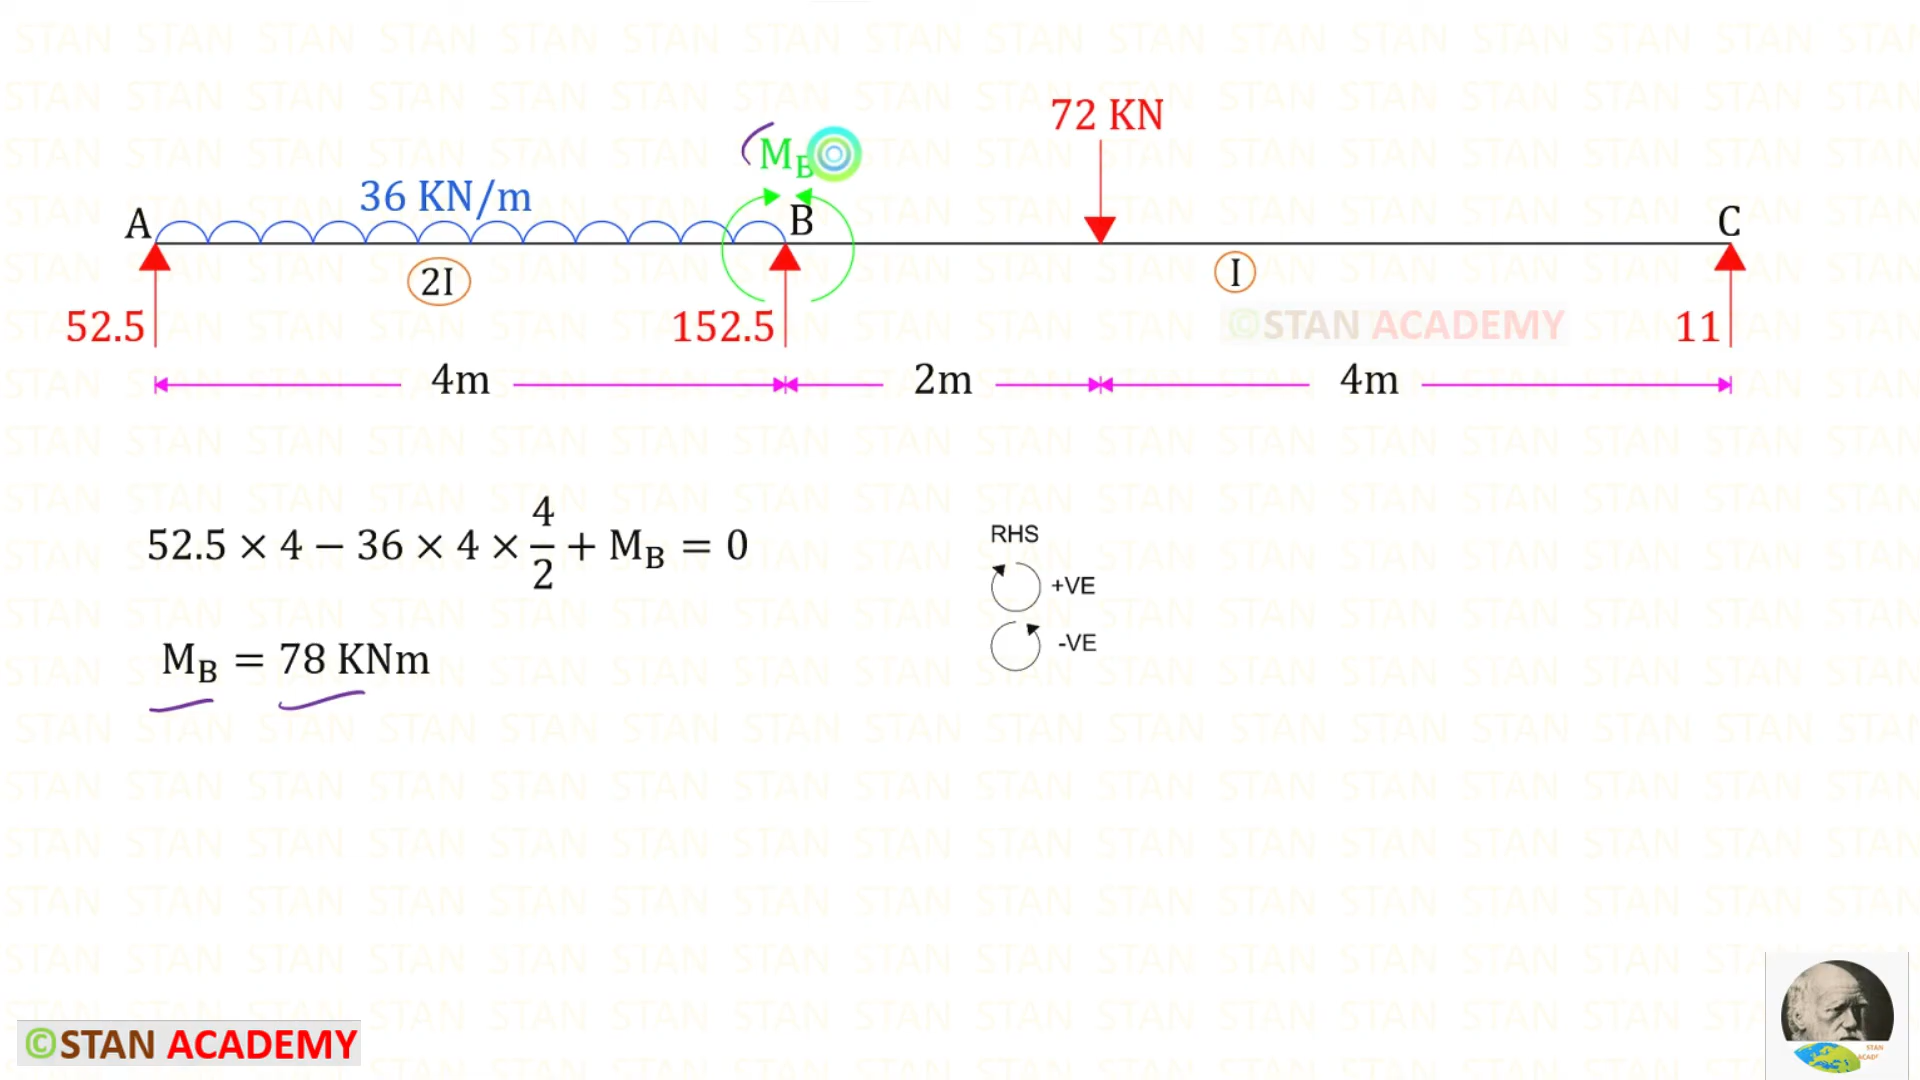 72 KN
M_B
36 KN/m
A B C
2I I
©STAN ACADEMY
52.5 152.5 11
4m 2m 4m
52.5 × 4 − 36 × 4 × 4/2 + M_B = 0
RHS
+VE
-VE
M_B = 78 KNm
©STAN ACADEMY
STAN